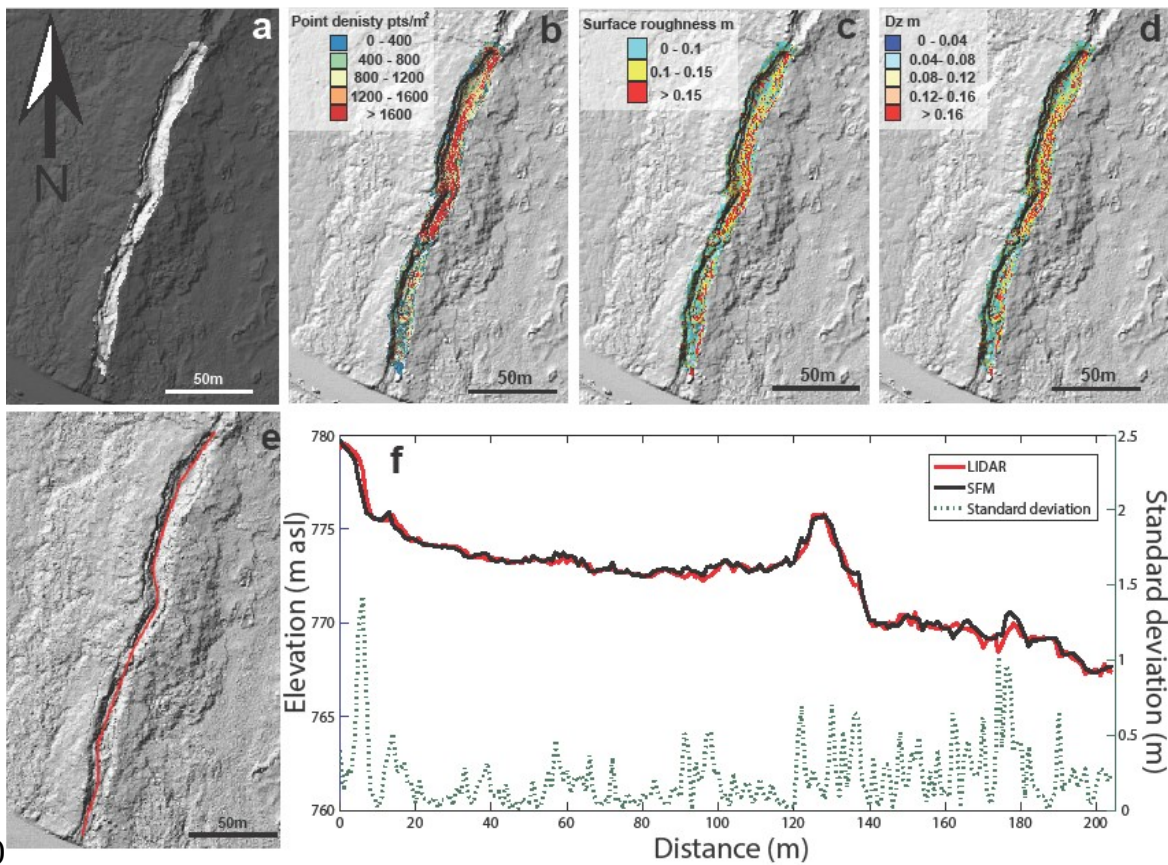 a
N
50m
Point denisty pts/m²
0 - 400
400 - 800
800 - 1200
1200 - 1600
> 1600
b
50m
Surface roughness m
0 - 0.1
0.1 - 0.15
> 0.15
c
50m
Dz m
0 - 0.04
0.04- 0.08
0.08- 0.12
0.12- 0.16
> 0.16
d
50m
e
50m
f
LIDAR
SFM
Standard deviation
Elevation (m asl)
780
775
770
765
760
0 20 40 60 80 100 120 140 160 180 200
Distance (m)
2.5
2
1.5
1
0.5
0
Standard deviation (m)
)